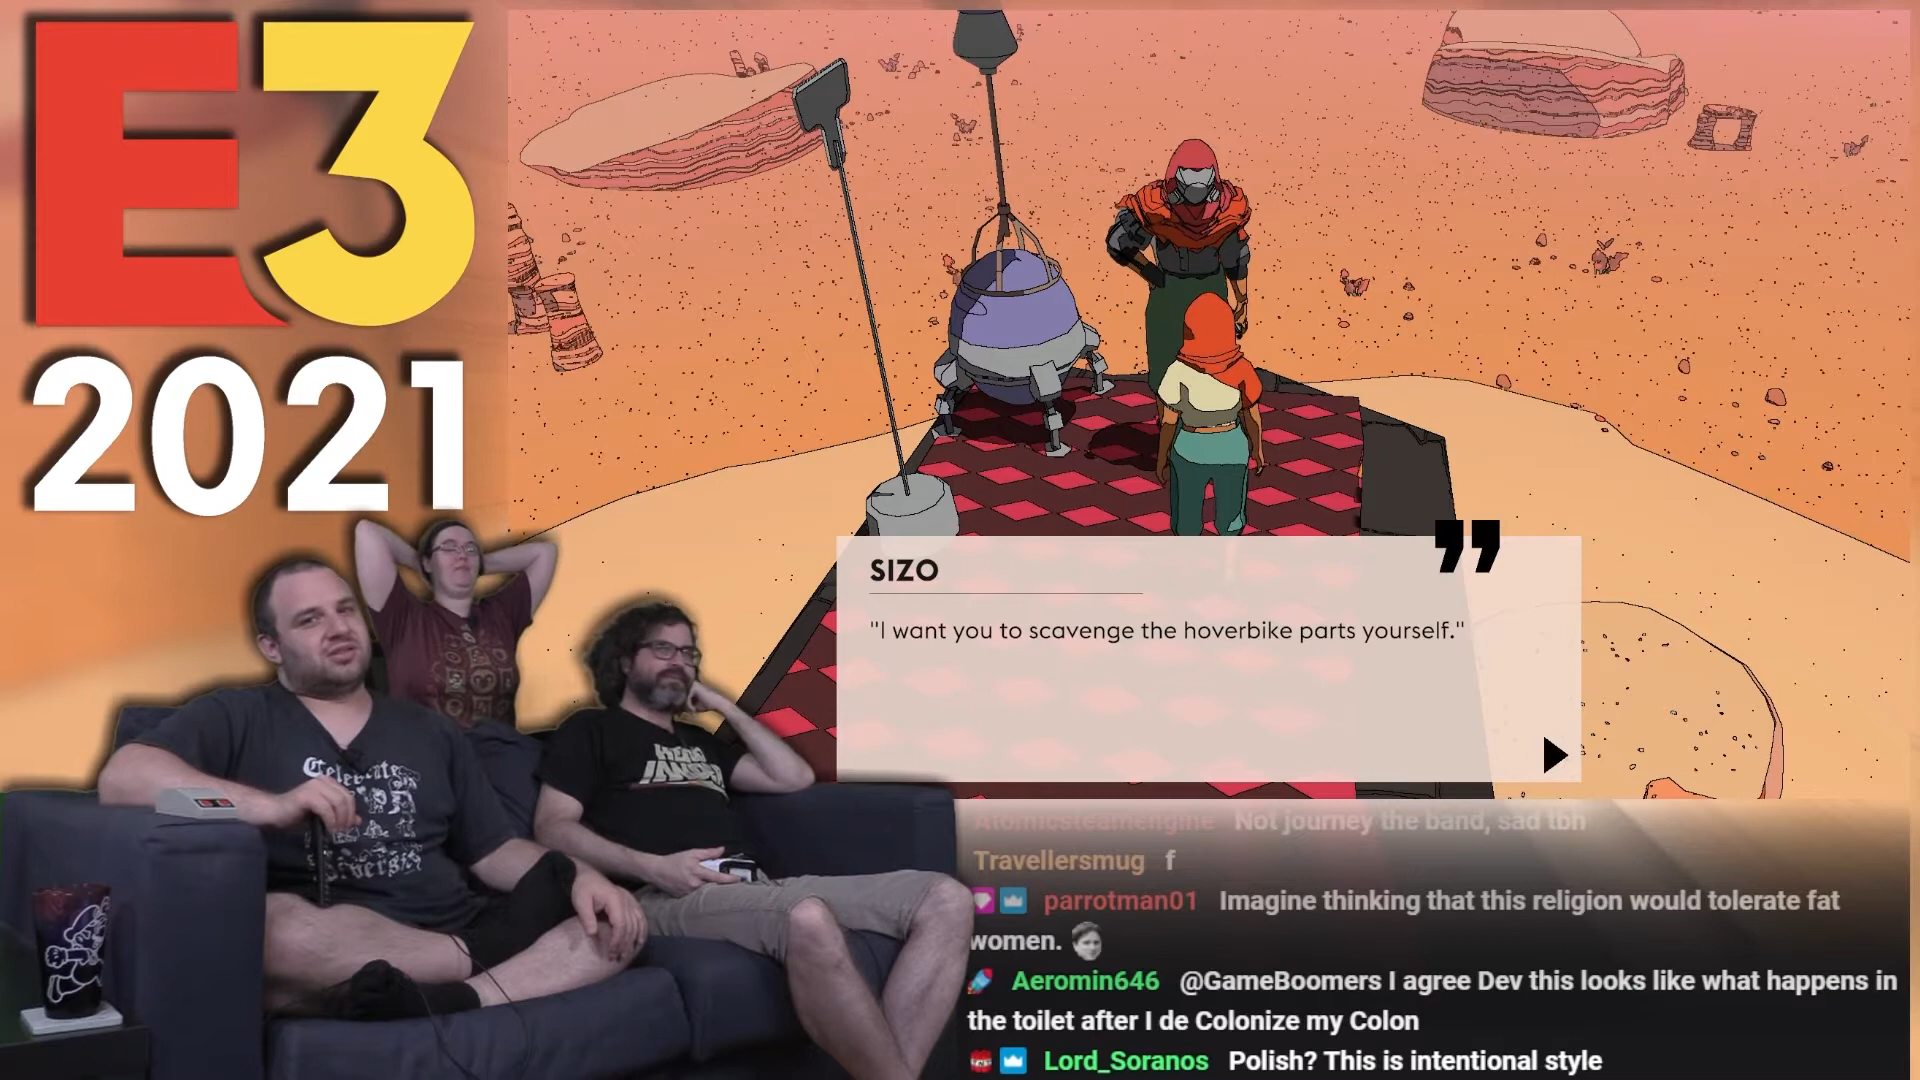 E3
2021
SIZO
"I want you to scavenge the hoverbike parts yourself."
Celebrate
Atomicsteamengine Not journey the band, sad tbh
Travellersmug f
parrotman01 Imagine thinking that this religion would tolerate fat
women.
Aeromin646 @GameBoomers I agree Dev this looks like what happens in
the toilet after I de Colonize my Colon
Lord_Soranos Polish? This is intentional style